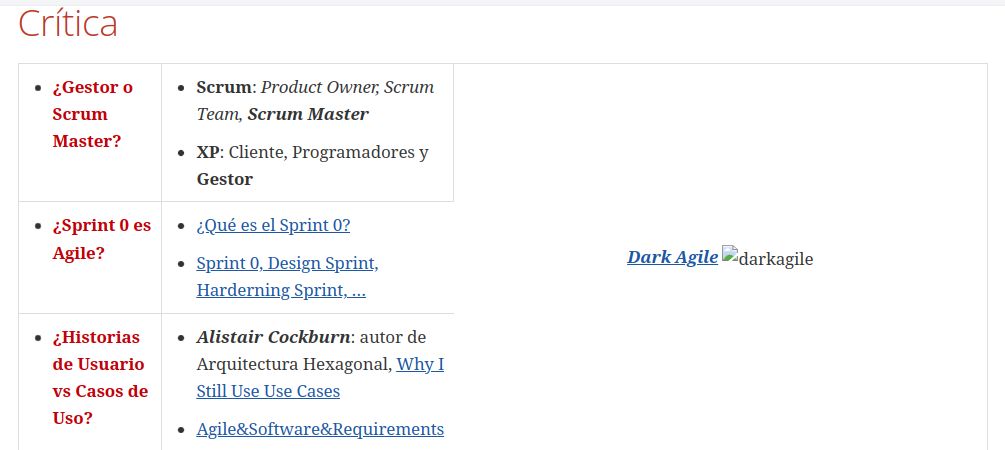 Crítica
¿Gestor o
Scrum
Master?
Scrum: Product Owner, Scrum
Team, Scrum Master
XP: Cliente, Programadores y
Gestor
¿Sprint 0 es
Agile?
¿Qué es el Sprint 0?
Sprint 0, Design Sprint,
Harderning Sprint, ...
¿Historias
de Usuario
vs Casos de
Uso?
Alistair Cockburn: autor de
Arquitectura Hexagonal, Why I
Still Use Use Cases
Agile&Software&Requirements
Dark Agile darkagile